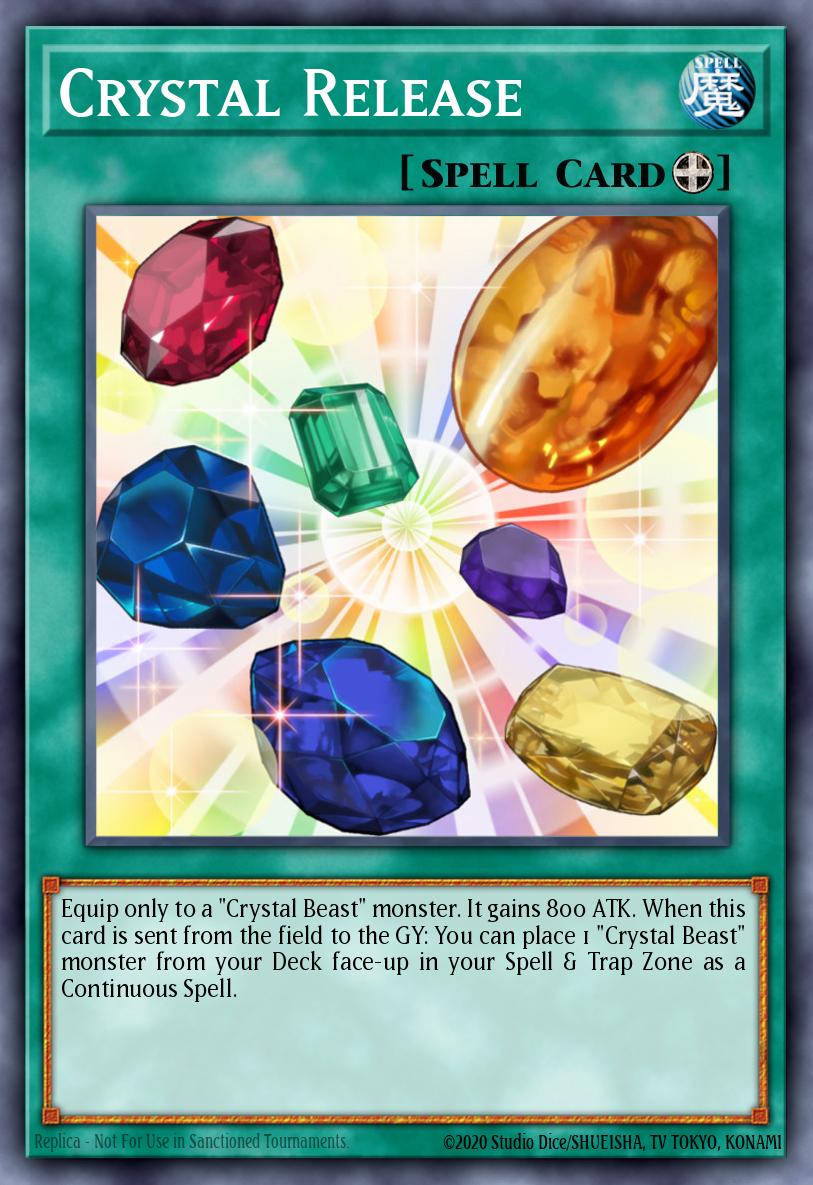 Crystal Release
SPELL
魔
[Spell Card]
Equip only to a "Crystal Beast" monster. It gains 800 ATK. When this
card is sent from the field to the GY: You can place 1 "Crystal Beast"
monster from your Deck face-up in your Spell & Trap Zone as a
Continuous Spell.
Replica - Not For Use in Sanctioned Tournaments.
©2020 Studio Dice/SHUEISHA, TV TOKYO, KONAMI